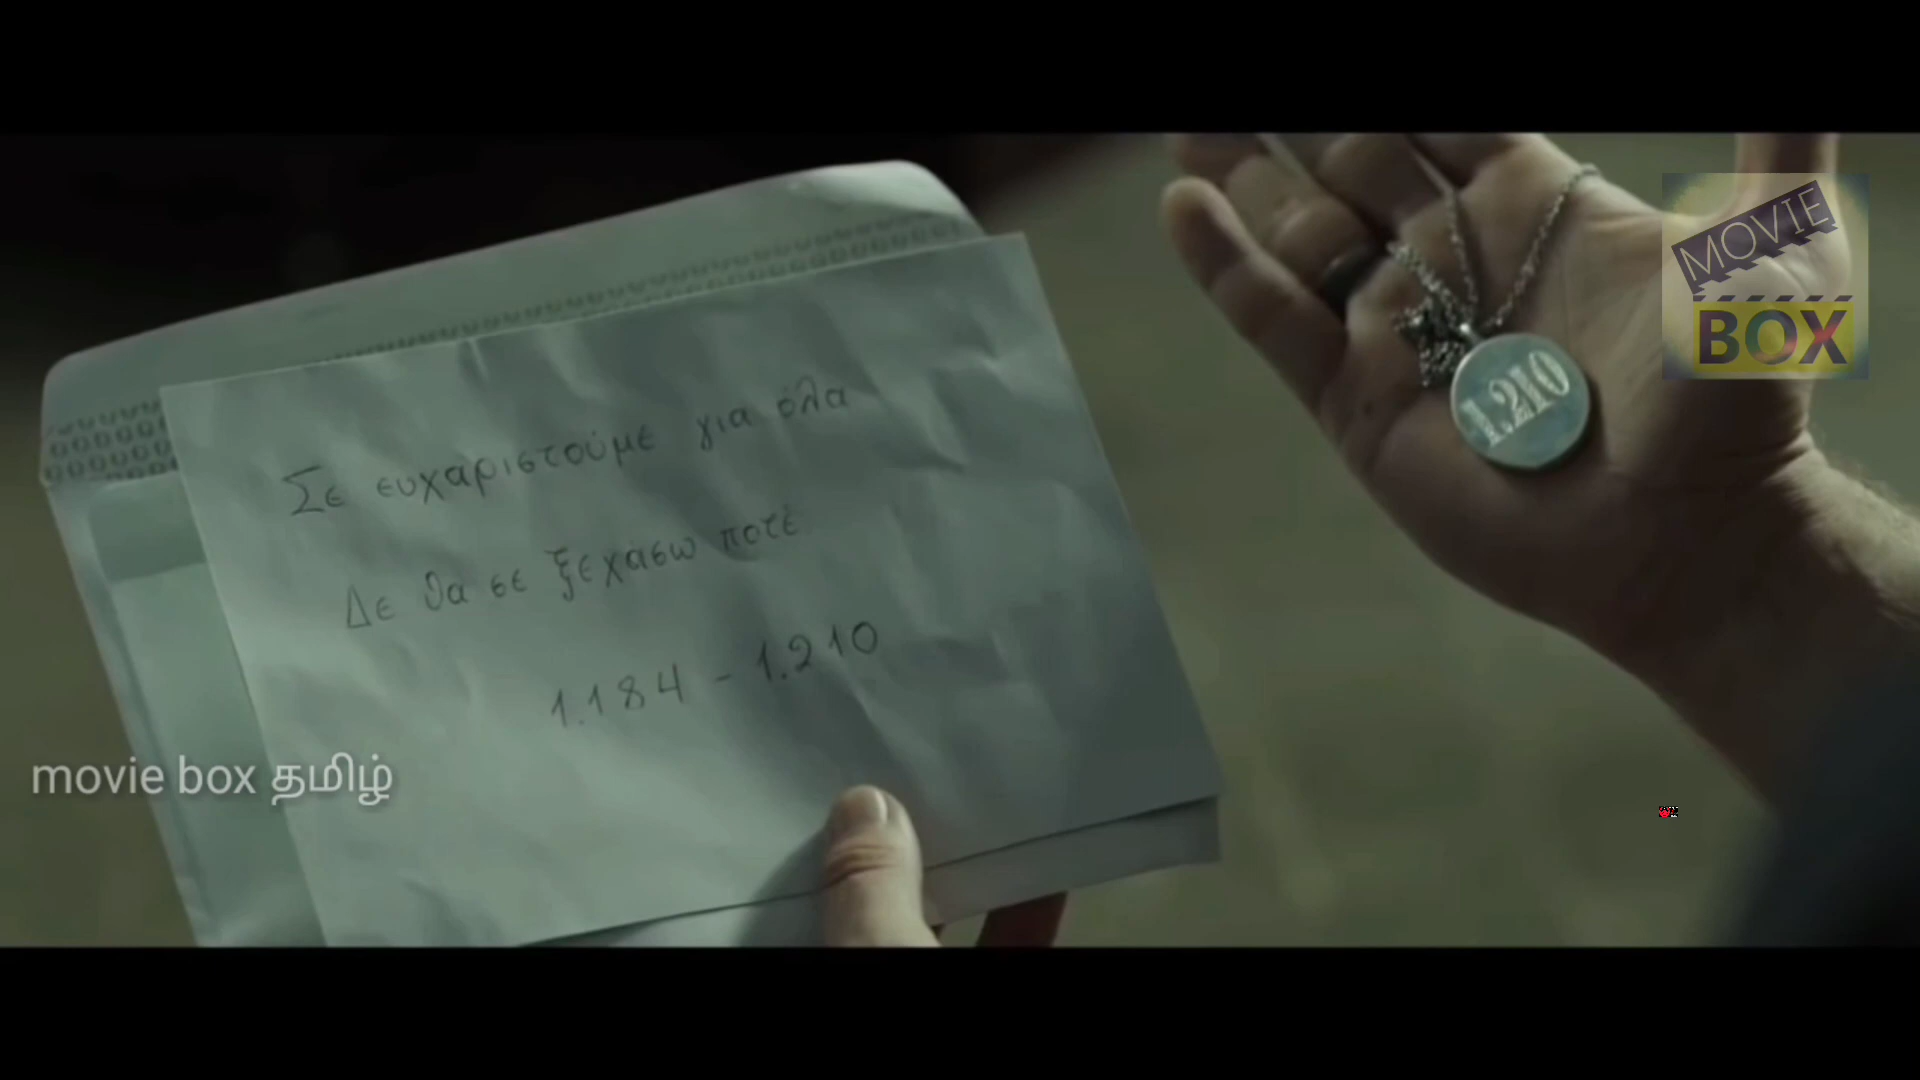 MOVIE
BOX
1.210
Σε ευχαριστούμε για όλα
Δε θα σε ξεχάσω ποτέ
1.184 - 1.210
movie box தமிழ்